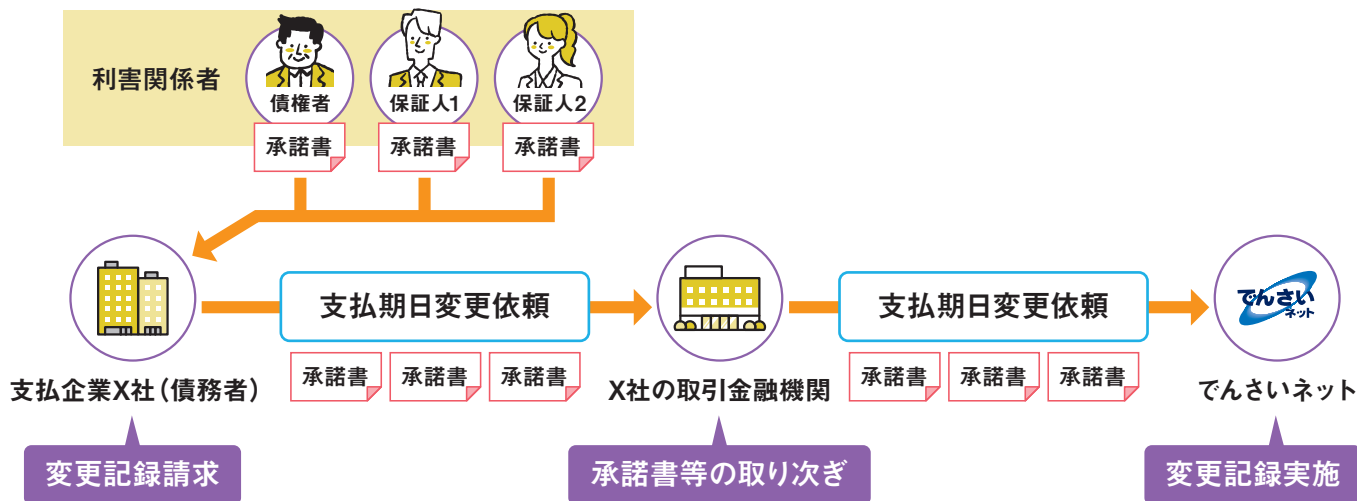 利害関係者
債権者
保証人1
保証人2
承諾書
承諾書
承諾書
支払期日変更依頼
支払期日変更依頼
でんさい
ネット
承諾書
承諾書
承諾書
承諾書
承諾書
承諾書
支払企業X社(債務者)
X社の取引金融機関
でんさいネット
変更記録請求
承諾書等の取り次ぎ
変更記録実施